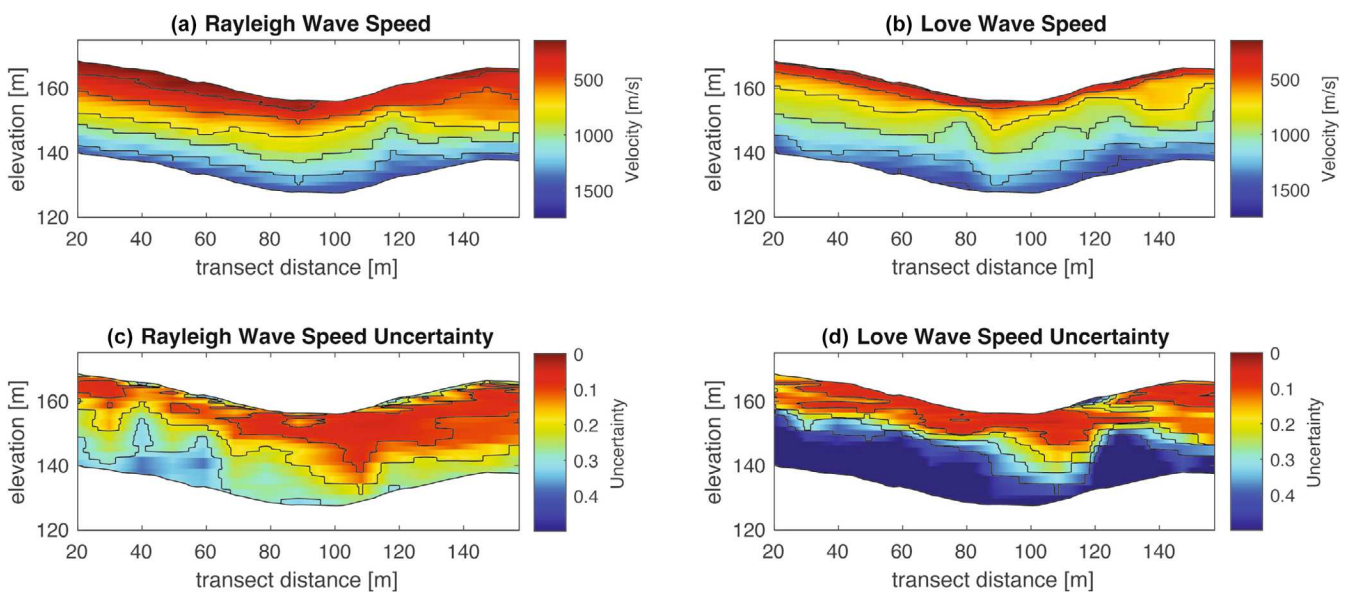 (a) Rayleigh Wave Speed
elevation [m]
160
140
120
20 40 60 80 100 120 140
transect distance [m]
500
1000
1500
Velocity [m/s]
(b) Love Wave Speed
elevation [m]
160
140
120
20 40 60 80 100 120 140
transect distance [m]
500
1000
1500
Velocity [m/s]
(c) Rayleigh Wave Speed Uncertainty
elevation [m]
160
140
120
20 40 60 80 100 120 140
transect distance [m]
0
0.1
0.2
0.3
0.4
Uncertainty
(d) Love Wave Speed Uncertainty
elevation [m]
160
140
120
20 40 60 80 100 120 140
transect distance [m]
0
0.1
0.2
0.3
0.4
Uncertainty